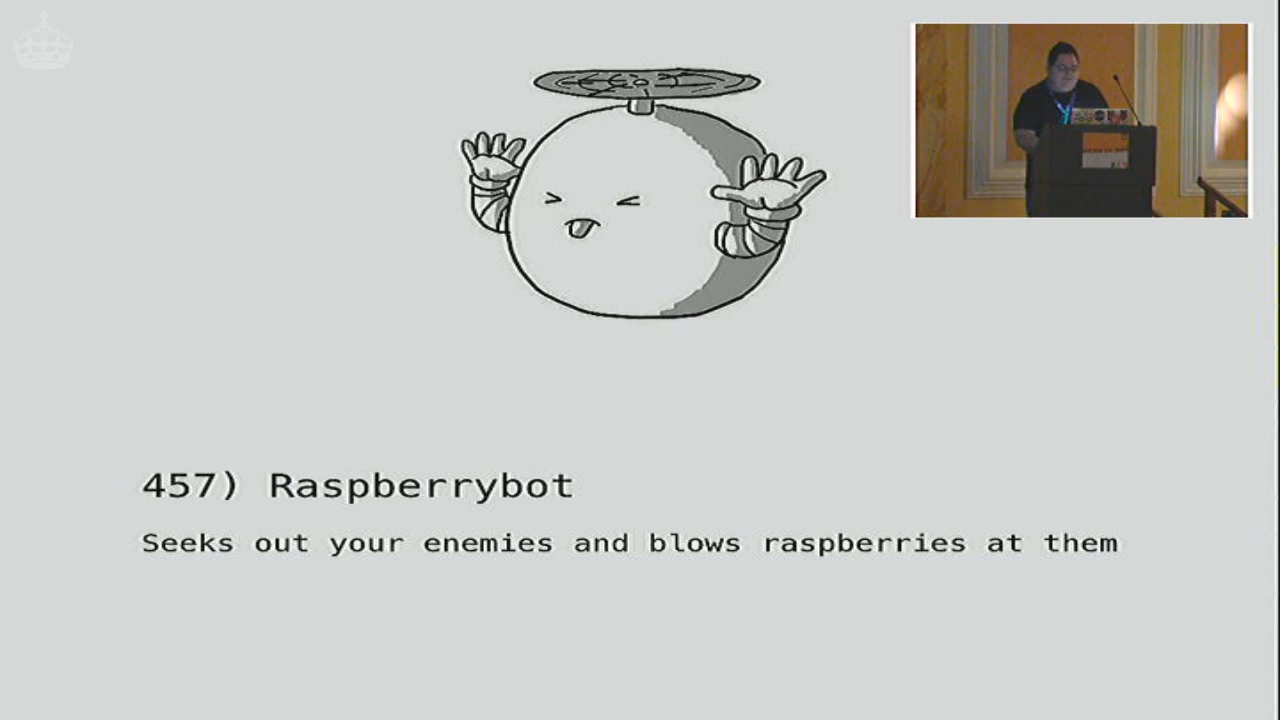 457) Raspberrybot
Seeks out your enemies and blows raspberries at them